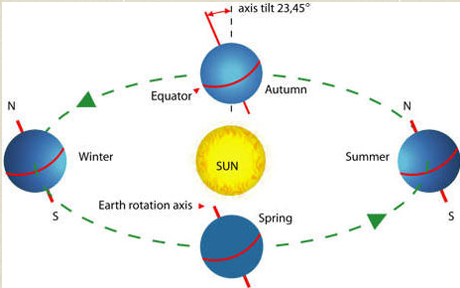 axis tilt 23,45°
Equator
Autumn
N
N
Winter
SUN
Summer
Earth rotation axis
Spring
S
S